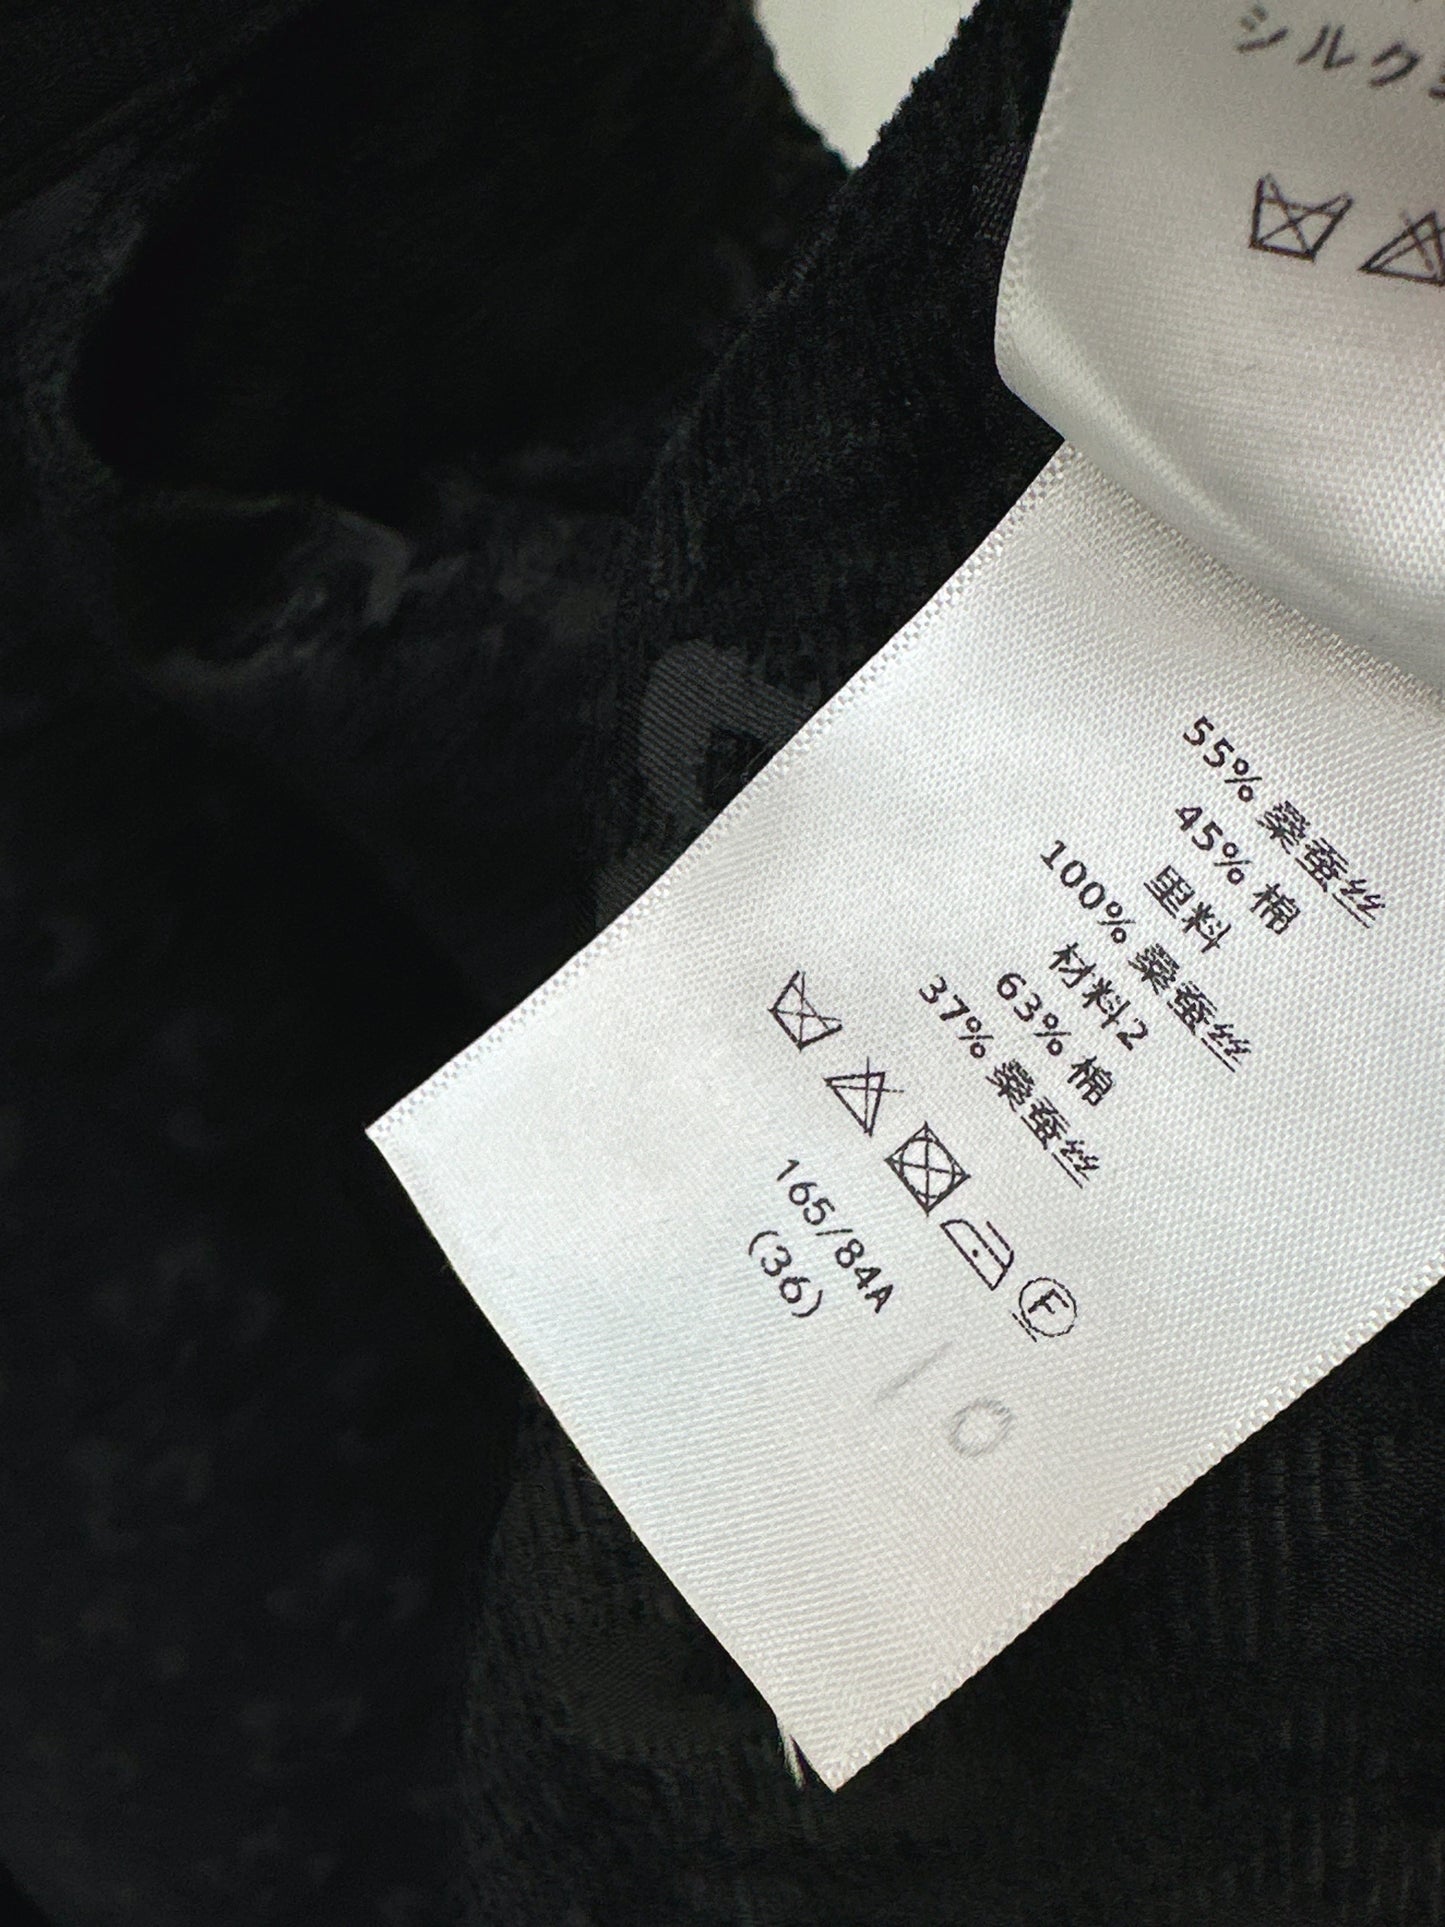 シルク
55% 桑蚕丝
45% 棉
里料
100% 桑蚕丝
材料2
63% 棉
37% 桑蚕丝
F
165/84A
(36)
10